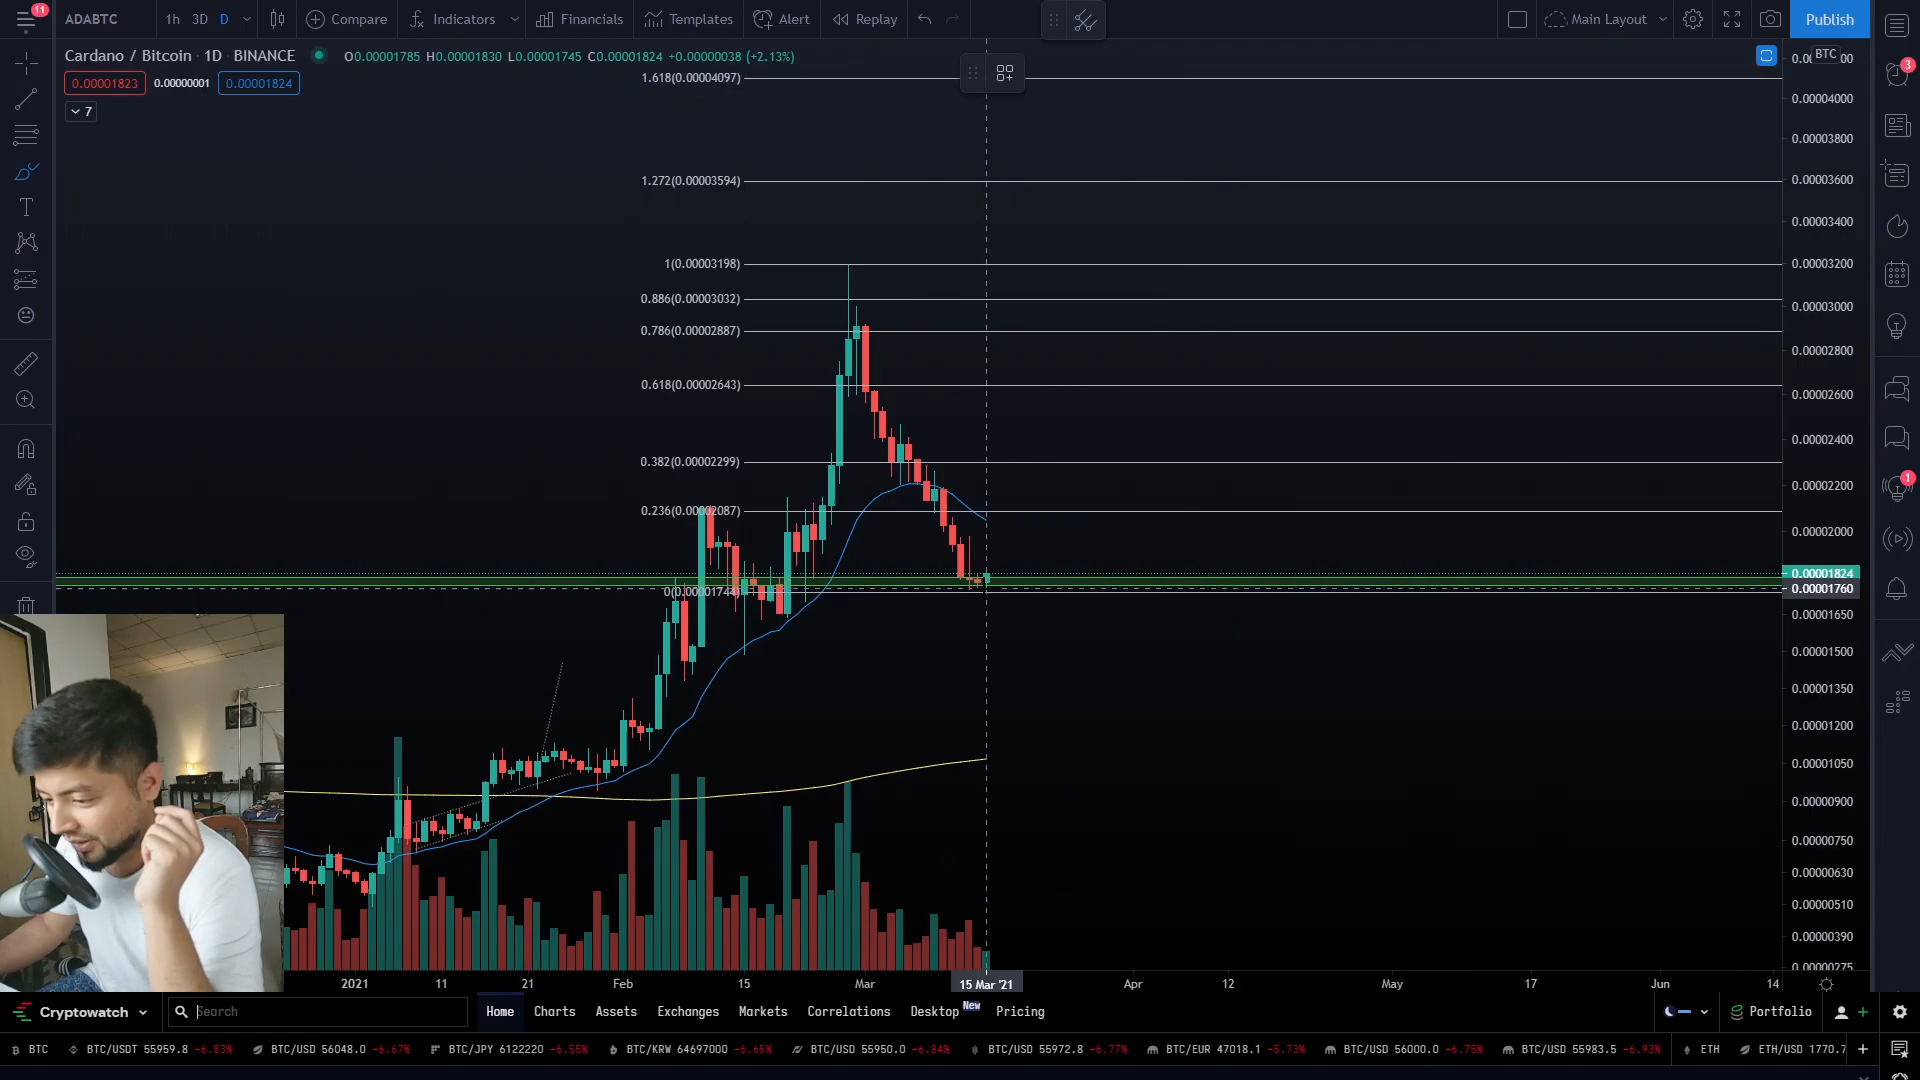 11
ADABTC
1h 3D D
Compare
Indicators
Financials
Templates
Alert
Replay
Main Layout
Publish
Cardano / Bitcoin · 1D · BINANCE
O0.00001785 H0.00001830 L0.00001745 C0.00001824 +0.00000038 (+2.13%)
0.00001823 0.00000001 0.00001824
7
BTC
3
1
1.618(0.00004097)
1.272(0.00003594)
1(0.00003198)
0.886(0.00003032)
0.786(0.00002887)
0.618(0.00002643)
0.382(0.00002299)
0.236(0.00002087)
0(0.00001744)
0.00004000
0.00003800
0.00003600
0.00003400
0.00003200
0.00003000
0.00002800
0.00002600
0.00002400
0.00002200
0.00002000
0.00001824
0.00001760
0.00001650
0.00001500
0.00001350
0.00001200
0.00001050
0.00000900
0.00000750
0.00000630
0.00000510
0.00000390
0.00000275
2021 11 21 Feb 15 Mar 15 Mar '21 Apr 12 May 17 Jun 14
Cryptowatch Search Home Charts Assets Exchanges Markets Correlations Desktop New Pricing Portfolio
BTC BTC/USDT 55959.8 -6.83% BTC/USD 56048.0 -6.67% BTC/JPY 6122220 -6.55% BTC/KRW 64697000 -6.65% BTC/USD 55950.0 -6.84% BTC/USD 55972.8 -6.77% BTC/EUR 47018.1 -5.73% BTC/USD 56000.0 -6.75% BTC/USD 55983.5 -6.93% ETH ETH/USD 1770.7